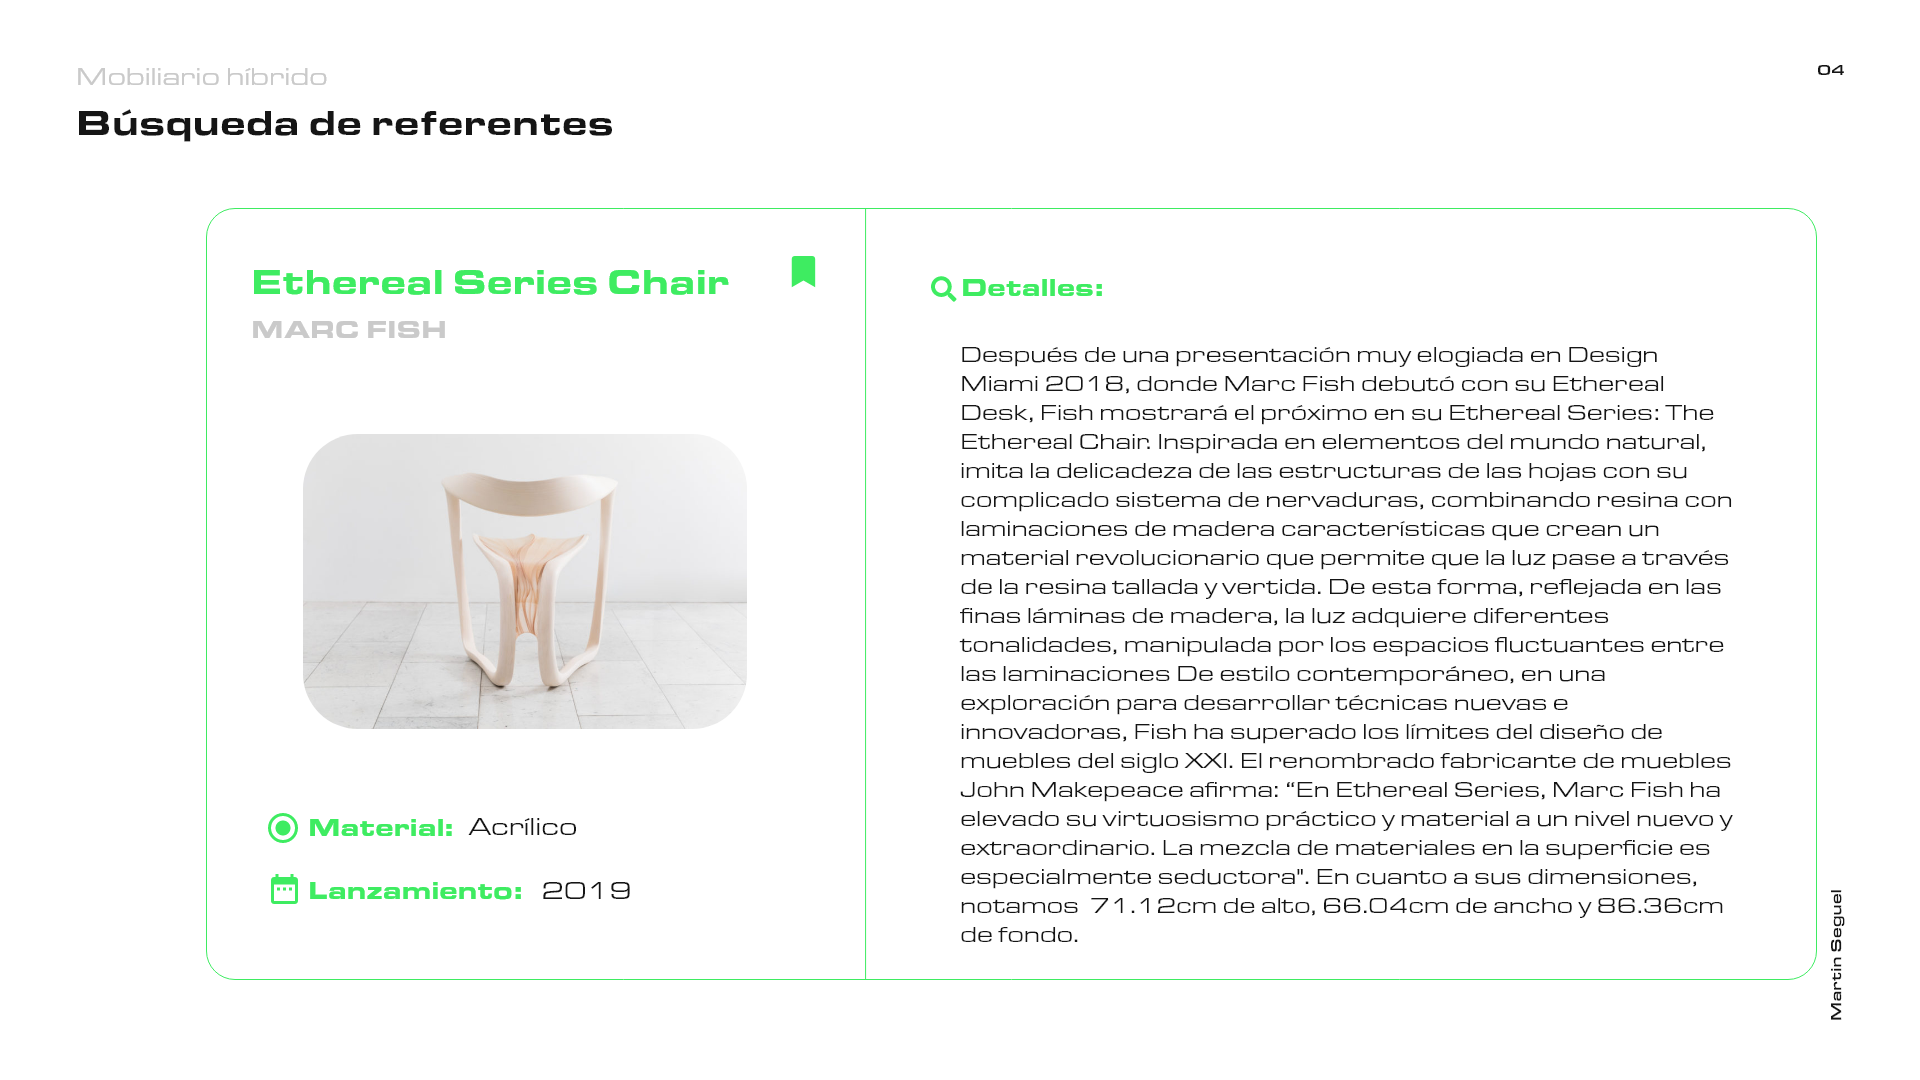 Mobiliario híbrido
04
Búsqueda de referentes
Ethereal Series Chair
MARC FISH
Material: Acrílico
Lanzamiento: 2019
Detalles:
Después de una presentación muy elogiada en Design
Miami 2018, donde Marc Fish debutó con su Ethereal
Desk, Fish mostrará el próximo en su Ethereal Series: The
Ethereal Chair. Inspirada en elementos del mundo natural,
imita la delicadeza de las estructuras de las hojas con su
complicado sistema de nervaduras, combinando resina con
laminaciones de madera características que crean un
material revolucionario que permite que la luz pase a través
de la resina tallada y vertida. De esta forma, reflejada en las
finas láminas de madera, la luz adquiere diferentes
tonalidades, manipulada por los espacios fluctuantes entre
las laminaciones De estilo contemporáneo, en una
exploración para desarrollar técnicas nuevas e
innovadoras, Fish ha superado los límites del diseño de
muebles del siglo XXI. El renombrado fabricante de muebles
John Makepeace afirma: “En Ethereal Series, Marc Fish ha
elevado su virtuosismo práctico y material a un nivel nuevo y
extraordinario. La mezcla de materiales en la superficie es
especialmente seductora". En cuanto a sus dimensiones,
notamos  71.12cm de alto, 66.04cm de ancho y 86.36cm
de fondo.
Martin Seguel